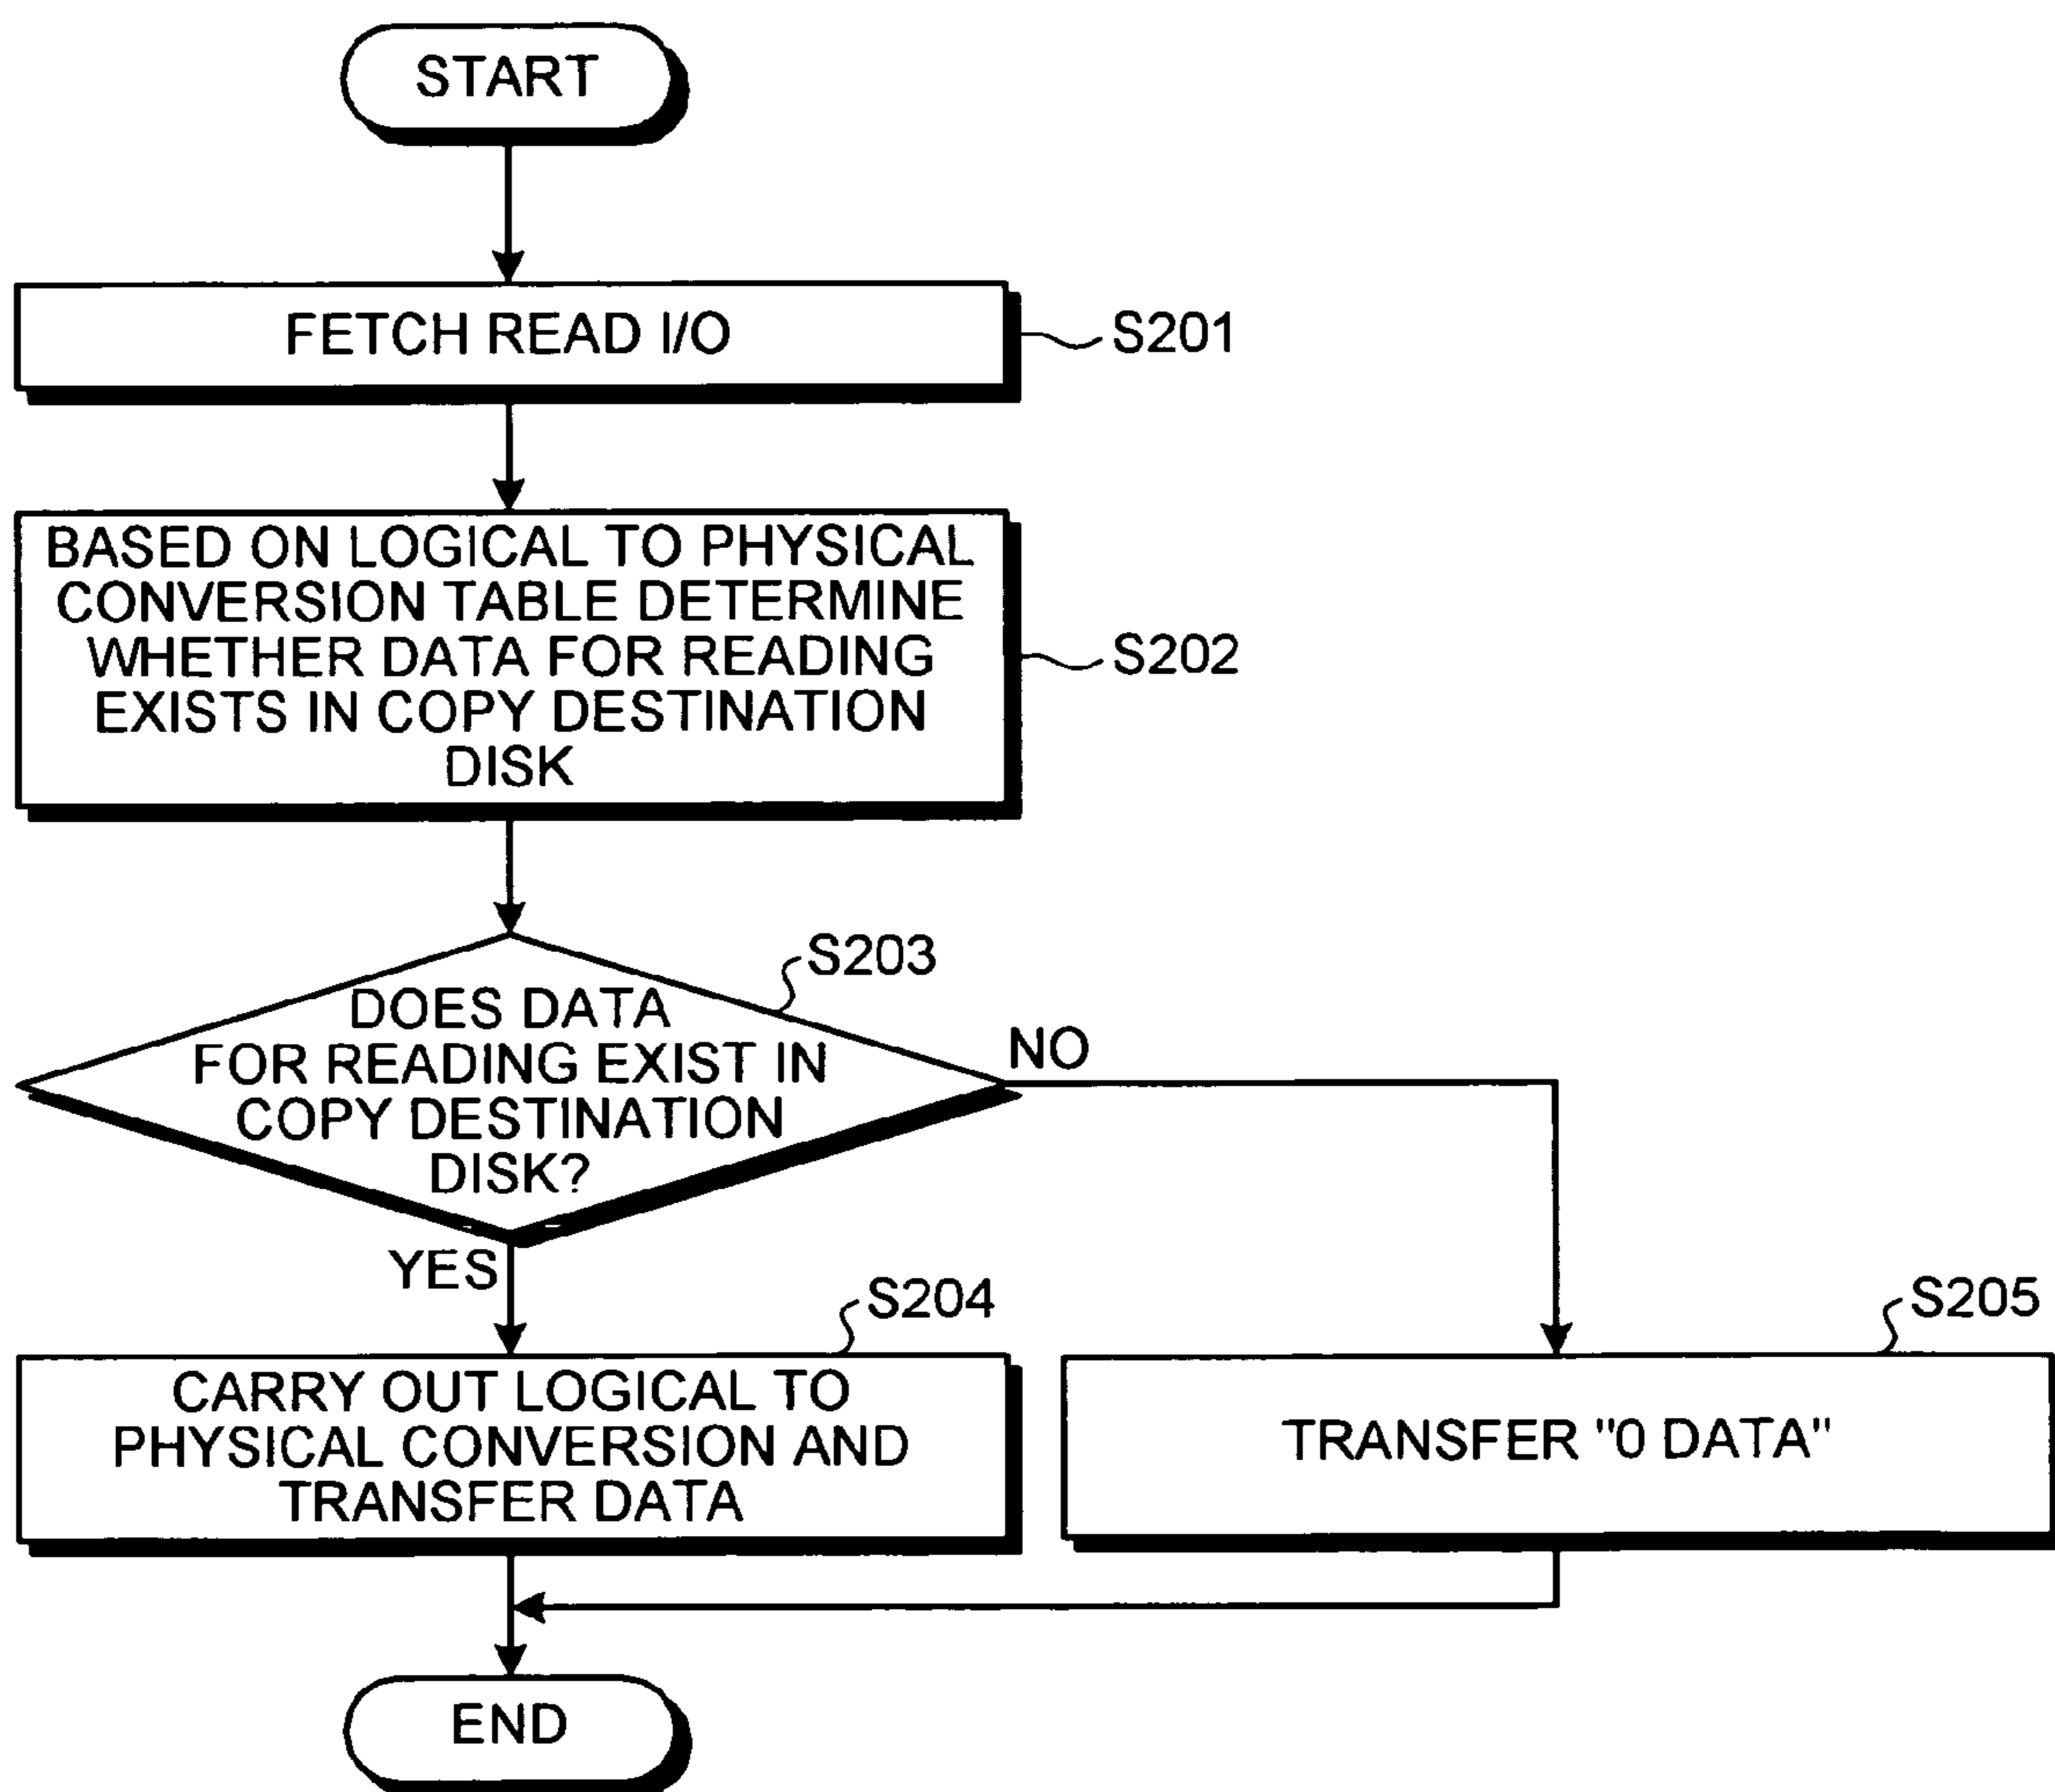 START
FETCH READ I/O
S201
BASED ON LOGICAL TO PHYSICAL
CONVERSION TABLE DETERMINE
WHETHER DATA FOR READING
EXISTS IN COPY DESTINATION
DISK
S202
S203
DOES DATA
FOR READING EXIST IN
COPY DESTINATION
DISK?
NO
YES
S204
CARRY OUT LOGICAL TO
PHYSICAL CONVERSION AND
TRANSFER DATA
S205
TRANSFER "0 DATA"
END